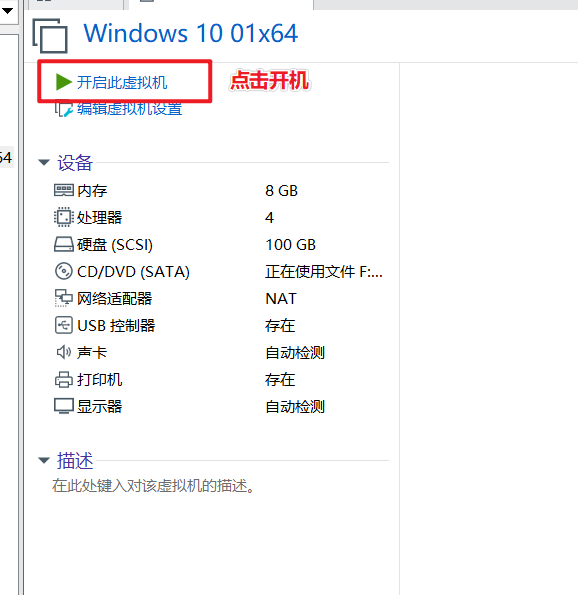 Windows 10 01x64
开启此虚拟机 点击开机
编辑虚拟机设置
64
设备
内存 8 GB
处理器 4
硬盘 (SCSI) 100 GB
CD/DVD (SATA) 正在使用文件 F:...
网络适配器 NAT
USB 控制器 存在
声卡 自动检测
打印机 存在
显示器 自动检测
描述
在此处键入对该虚拟机的描述。